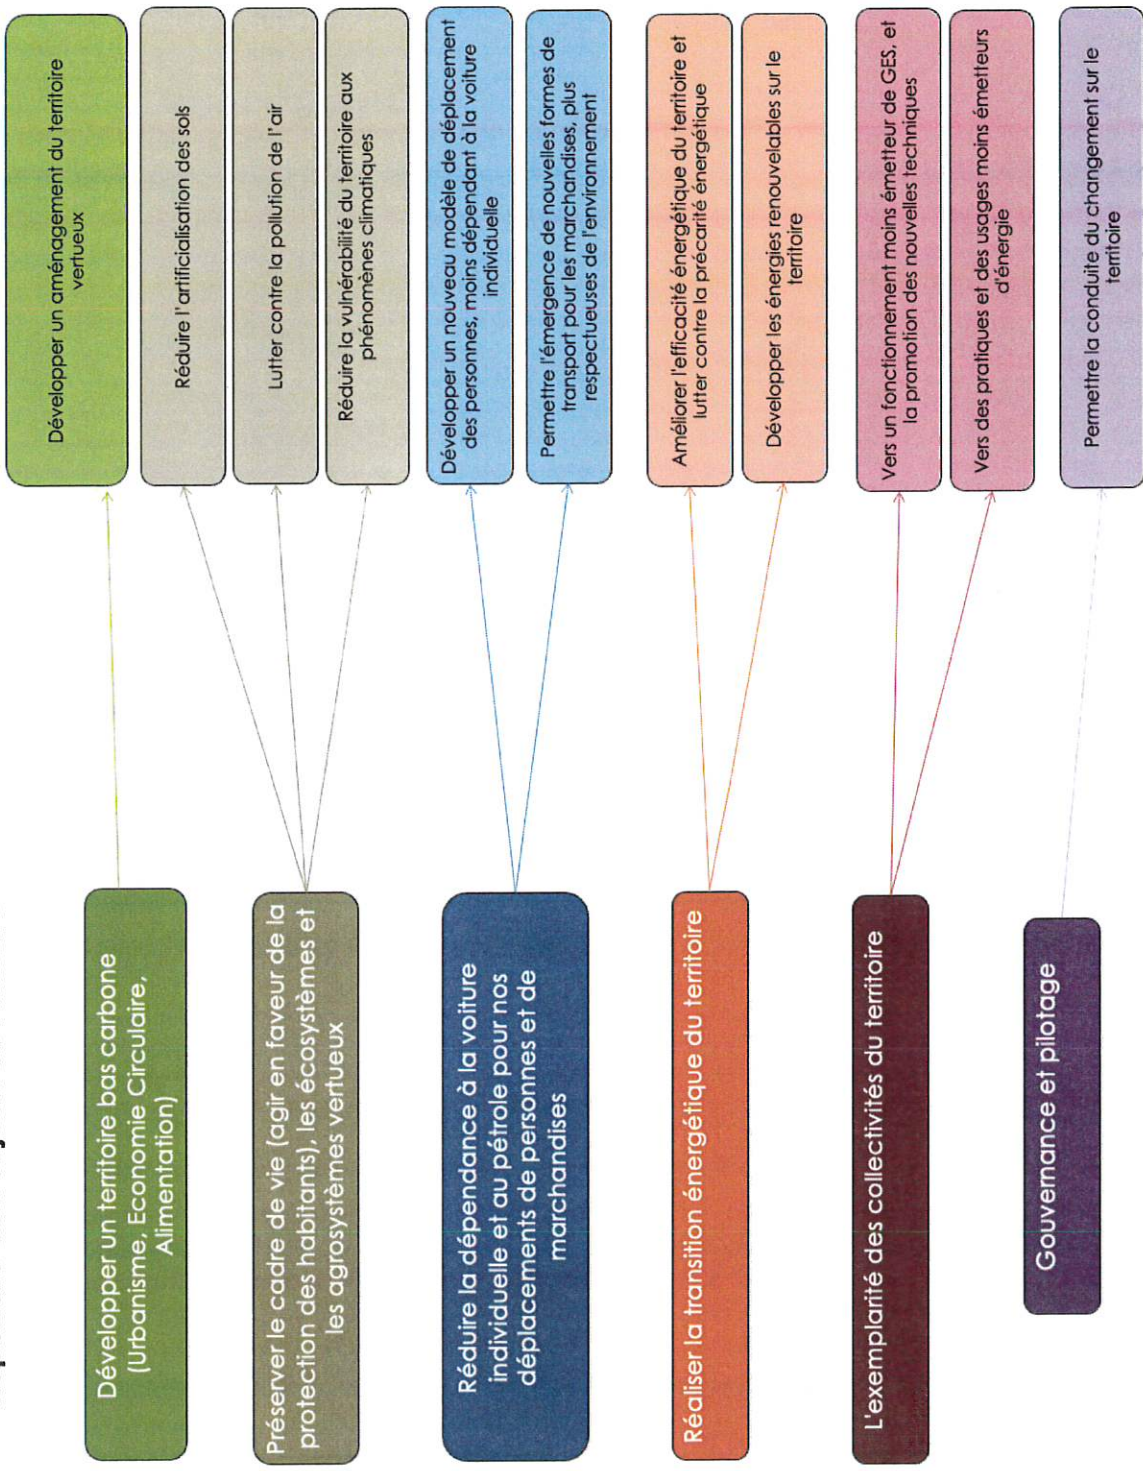 Développer un territoire bas carbone
(Urbanisme, Economie Circulaire,
Alimentation)
Développer un aménagement du territoire
vertueux
Préserver le cadre de vie (agir en faveur de la
protection des habitants), les écosystèmes et
les agrosystèmes vertueux
Réduire l'artificialisation des sols
Lutter contre la pollution de l'air
Réduire la vulnérabilité du territoire aux
phénomènes climatiques
Réduire la dépendance à la voiture
individuelle et au pétrole pour nos
déplacements de personnes et de
marchandises
Développer un nouveau modèle de déplacement
des personnes, moins dépendant à la voiture
individuelle
Permettre l'émergence de nouvelles formes de
transport pour les marchandises, plus
respectueuses de l'environnement
Réaliser la transition énergétique du territoire
Améliorer l'efficacité énergétique du territoire et
lutter contre la précarité énergétique
Développer les énergies renouvelables sur le
territoire
L'exemplarité des collectivités du territoire
Vers un fonctionnement moins émetteur de GES, et
la promotion des nouvelles techniques
Vers des pratiques et des usages moins émetteurs
d'énergie
Gouvernance et pilotage
Permettre la conduite du changement sur le
territoire